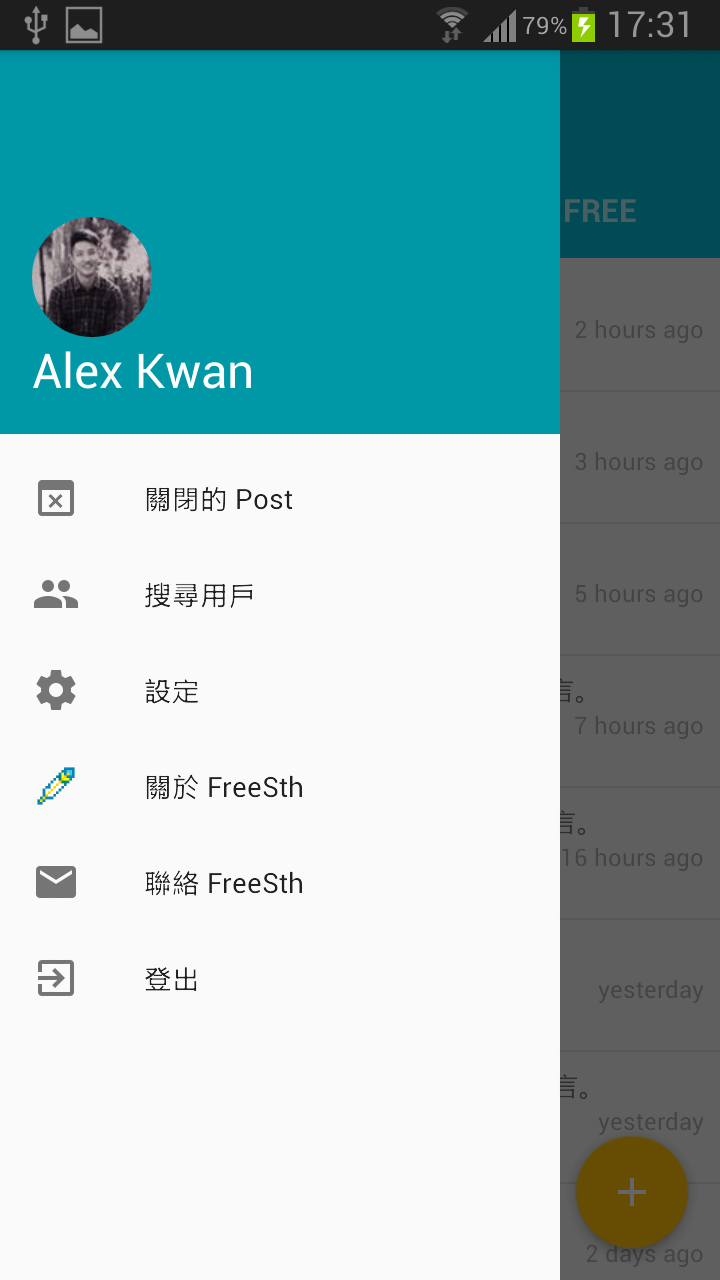 79% 17:31
Alex Kwan
關閉的 Post
搜尋用戶
設定
關於 FreeSth
聯絡 FreeSth
登出
FREE
2 hours ago
3 hours ago
5 hours ago
言。
7 hours ago
言。
16 hours ago
yesterday
言。
yesterday
2 days ago